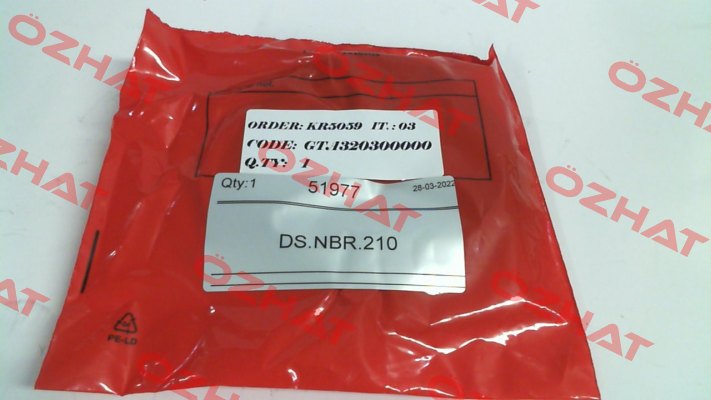 ÖZHAT
ÖZHAT
ÖZHAT
ORDER: KR5059 IT.: 03
CODE: GT.1320300000
Q.TY: 1
Qty:1 51977 28-03-2022
DS.NBR.210
ÖZHAT
ÖZHAT
ÖZHAT
PE-LD
ÖZHAT
ÖZHAT